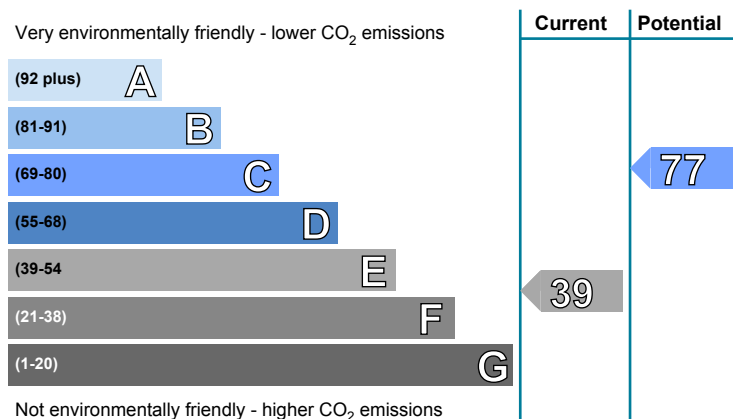 Very environmentally friendly - lower CO2 emissions
Current
Potential
(92 plus) A
(81-91) B
(69-80) C
77
(55-68) D
(39-54 E
39
(21-38) F
(1-20) G
Not environmentally friendly - higher CO2 emissions